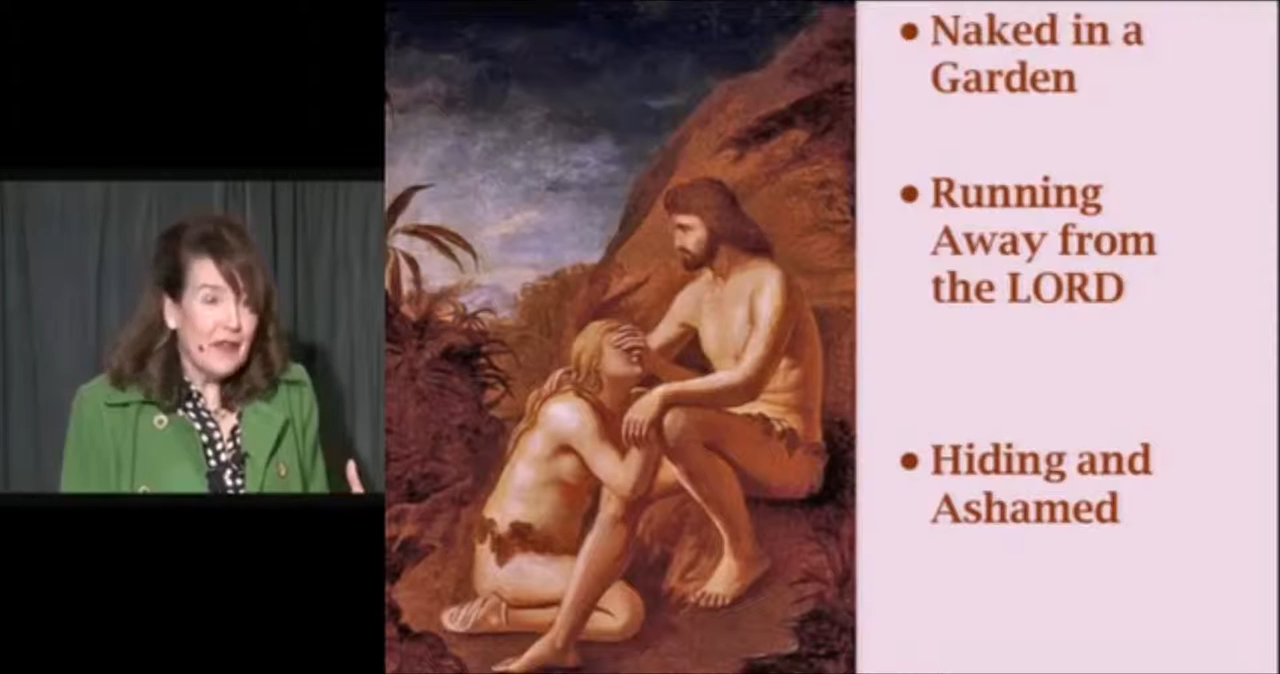 • Naked in a
Garden
• Running
Away from
the LORD
• Hiding and
Ashamed